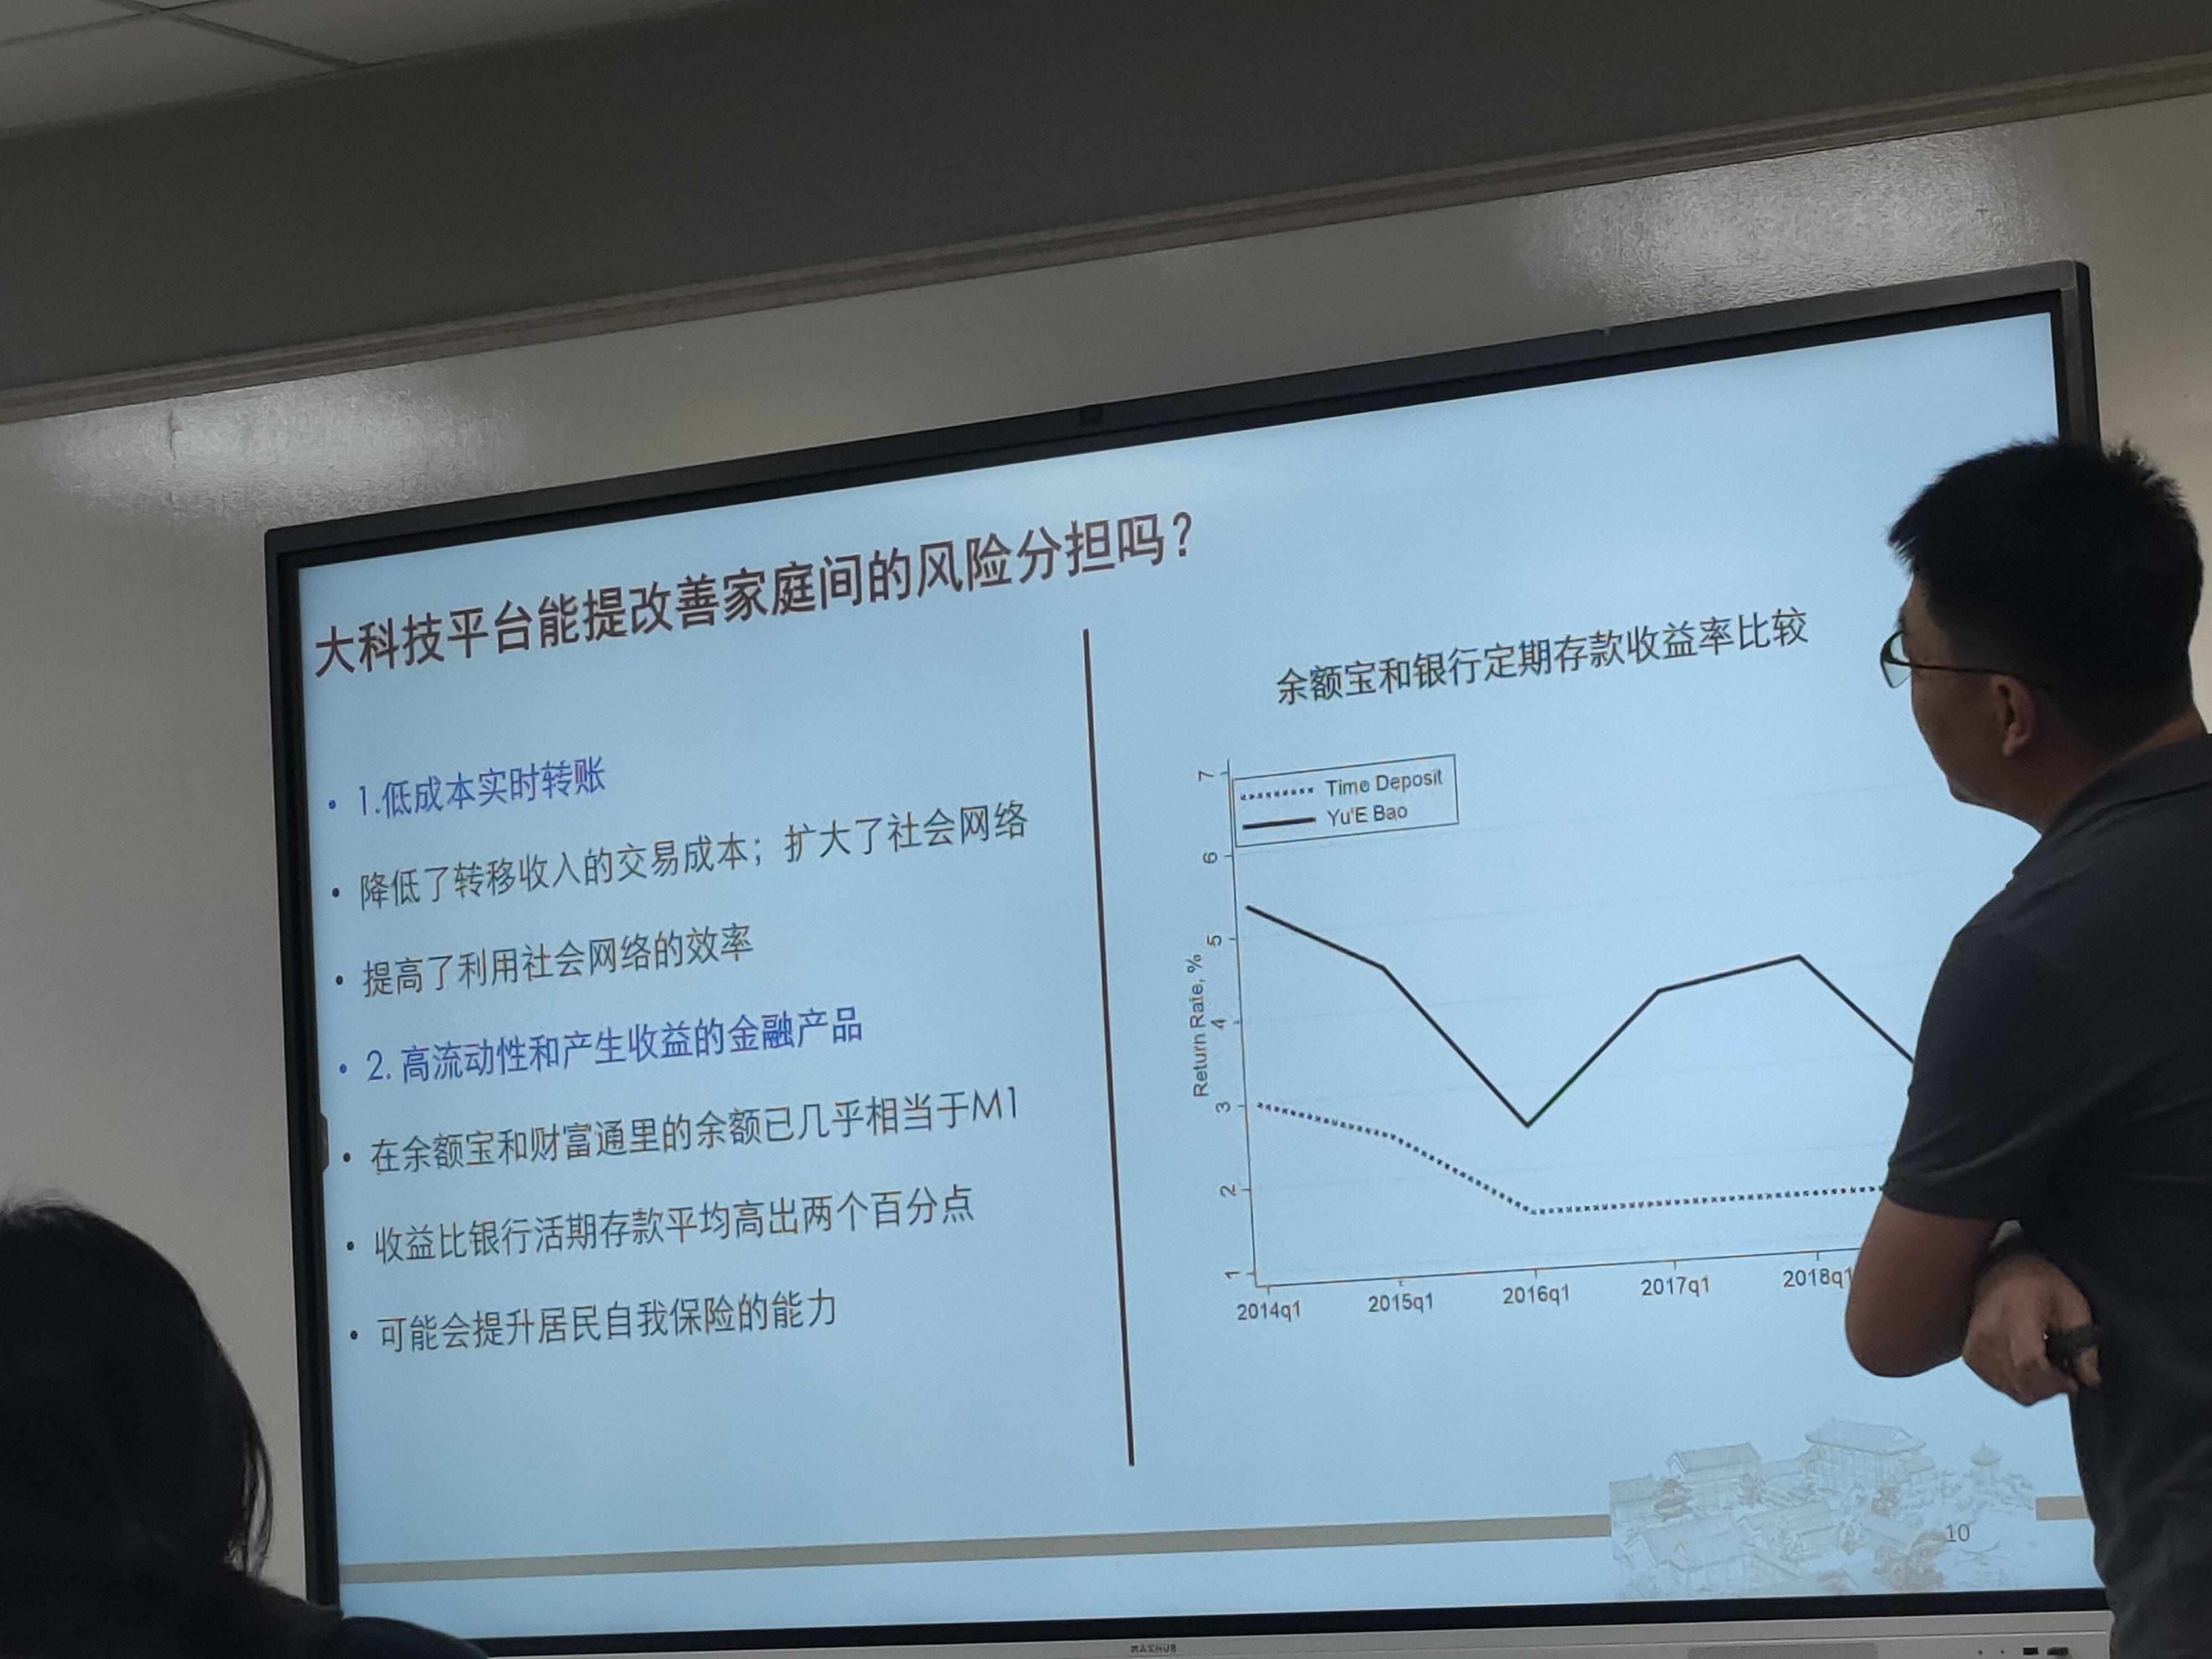 大科技平台能提改善家庭间的风险分担吗？
• 1.低成本实时转账
• 降低了转移收入的交易成本；扩大了社会网络
• 提高了利用社会网络的效率
• 2. 高流动性和产生收益的金融产品
• 在余额宝和财富通里的余额已几乎相当于M1
• 收益比银行活期存款平均高出两个百分点
• 可能会提升居民自我保险的能力
余额宝和银行定期存款收益率比较
Time Deposit
Yu'E Bao
Return Rate, %
7
6
5
4
3
2
1
2014q1 2015q1 2016q1 2017q1 2018q1
10
MAXHUB